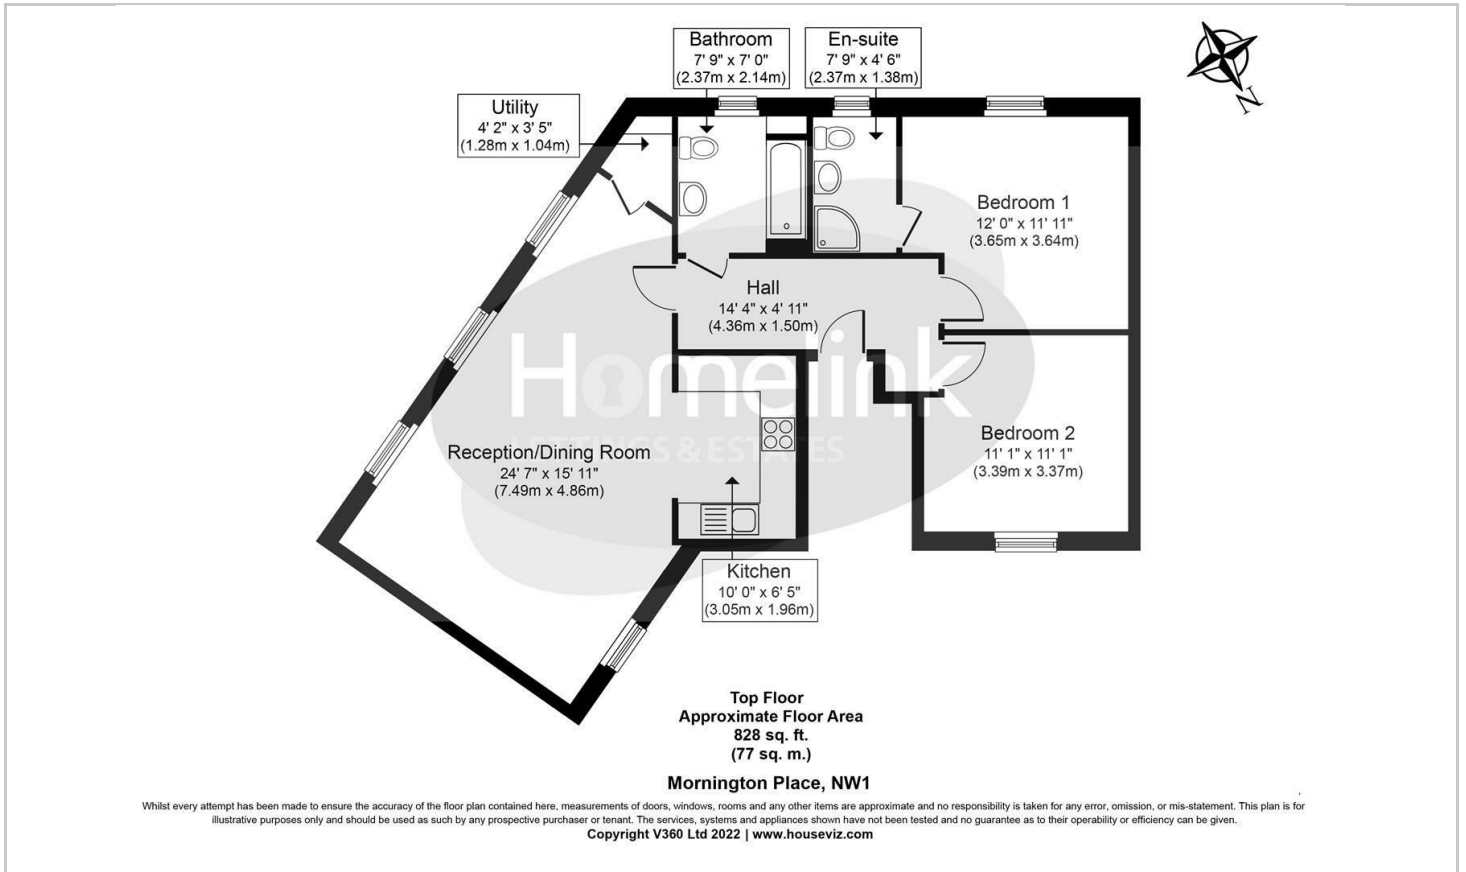 Bathroom
7' 9" x 7' 0"
(2.37m x 2.14m)
En-suite
7' 9" x 4' 6"
(2.37m x 1.38m)
N
Utility
4' 2" x 3' 5"
(1.28m x 1.04m)
Bedroom 1
12' 0" x 11' 11"
(3.65m x 3.64m)
Hall
14' 4" x 4' 11"
(4.36m x 1.50m)
Homelink
LETTINGS & ESTATES
Reception/Dining Room
24' 7" x 15' 11"
(7.49m x 4.86m)
Bedroom 2
11' 1" x 11' 1"
(3.39m x 3.37m)
Kitchen
10' 0" x 6' 5"
(3.05m x 1.96m)
Top Floor
Approximate Floor Area
828 sq. ft.
(77 sq. m.)
Mornington Place, NW1
Whilst every attempt has been made to ensure the accuracy of the floor plan contained here, measurements of doors, windows, rooms and any other items are approximate and no responsibility is taken for any error, omission, or mis-statement. This plan is for
illustrative purposes only and should be used as such by any prospective purchaser or tenant. The services, systems and appliances shown have not been tested and no guarantee as to their operability or efficiency can be given.
Copyright V360 Ltd 2022 | www.houseviz.com